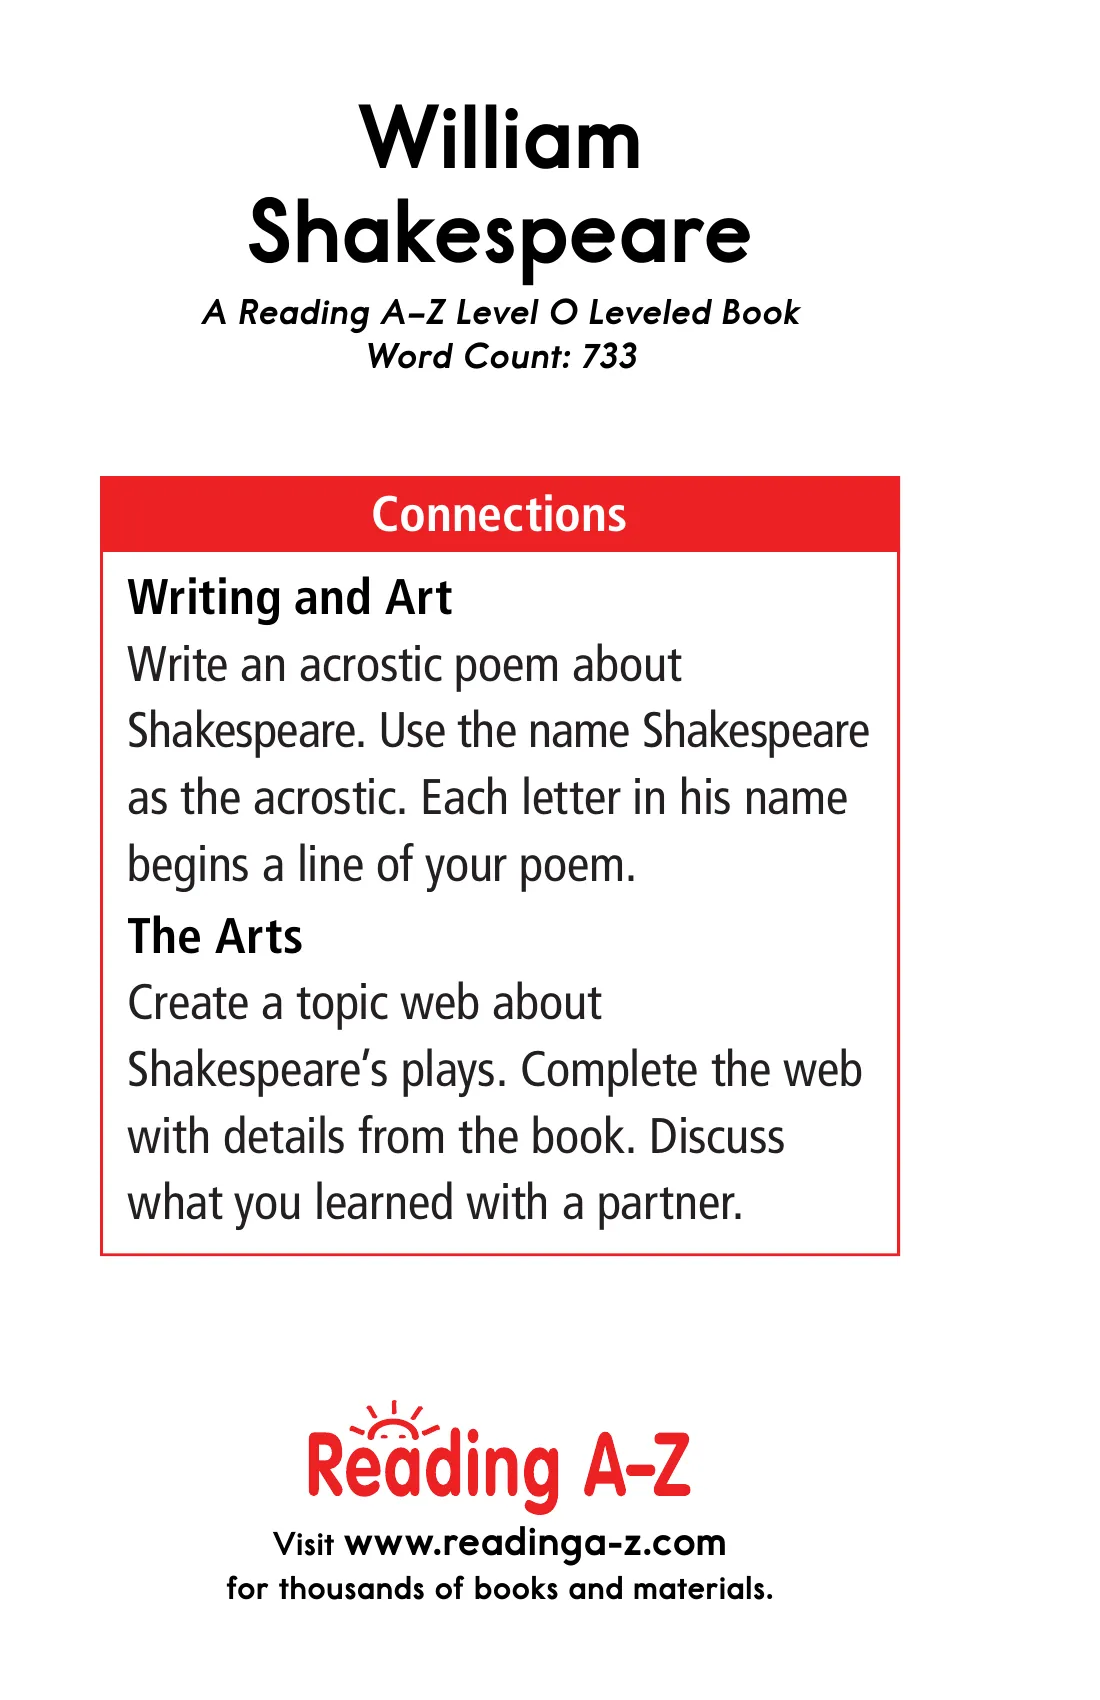 William
Shakespeare
A Reading A–Z Level O Leveled Book
Word Count: 733
Connections
Writing and Art
Write an acrostic poem about
Shakespeare. Use the name Shakespeare
as the acrostic. Each letter in his name
begins a line of your poem.
The Arts
Create a topic web about
Shakespeare’s plays. Complete the web
with details from the book. Discuss
what you learned with a partner.
Reading A–Z
Visit www.readinga-z.com
for thousands of books and materials.